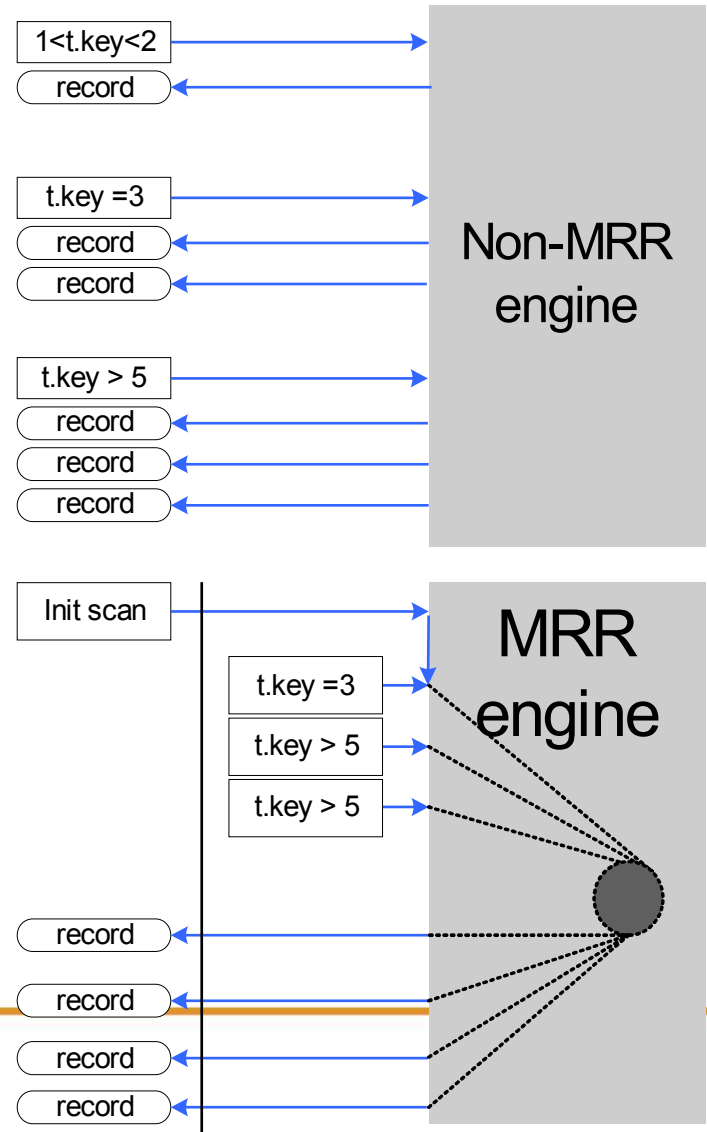 1<t.key<2
record
t.key =3
record
record
Non-MRR
engine
t.key > 5
record
record
record
Init scan
MRR
engine
t.key =3
t.key > 5
t.key > 5
record
record
record
record